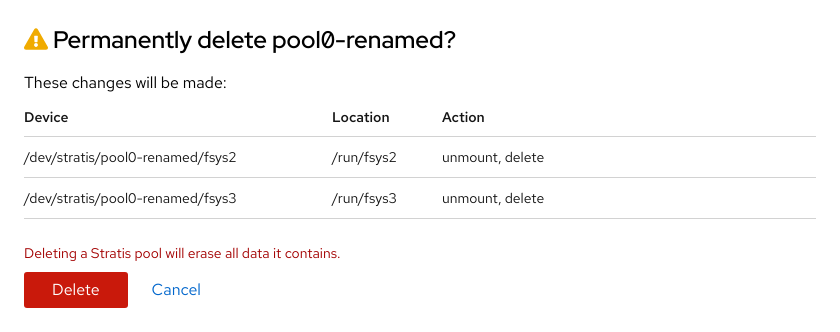 Permanently delete pool0-renamed?
These changes will be made:
Device Location Action
/dev/stratis/pool0-renamed/fsys2 /run/fsys2 unmount, delete
/dev/stratis/pool0-renamed/fsys3 /run/fsys3 unmount, delete
Deleting a Stratis pool will erase all data it contains.
Delete Cancel